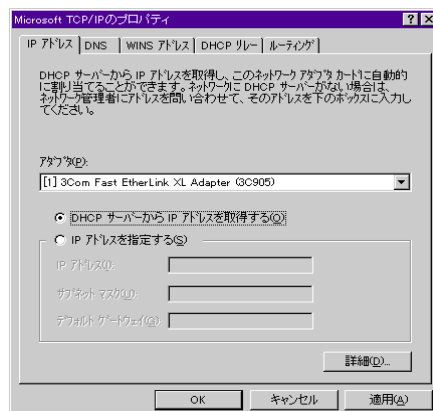 Microsoft TCP/IPのプロパティ
IP アドレス DNS WINS アドレス DHCP リレー ルーティング
DHCP サーバーから IP アドレスを取得し、このネットワーク アダプタ カードに自動的
に割り当てることができます。ネットワークに DHCP サーバーがない場合は、
ネットワーク管理者にアドレスを問い合わせて、そのアドレスを下のボックスに入力し
てください。
アダプタ(P):
[1] 3Com Fast EtherLink XL Adapter (3C905)
DHCP サーバーから IP アドレスを取得する(O)
IP アドレスを指定する(S)
IP アドレス(I):
サブネット マスク(U):
デフォルト ゲートウェイ(G):
詳細(D)...
OK キャンセル 適用(A)